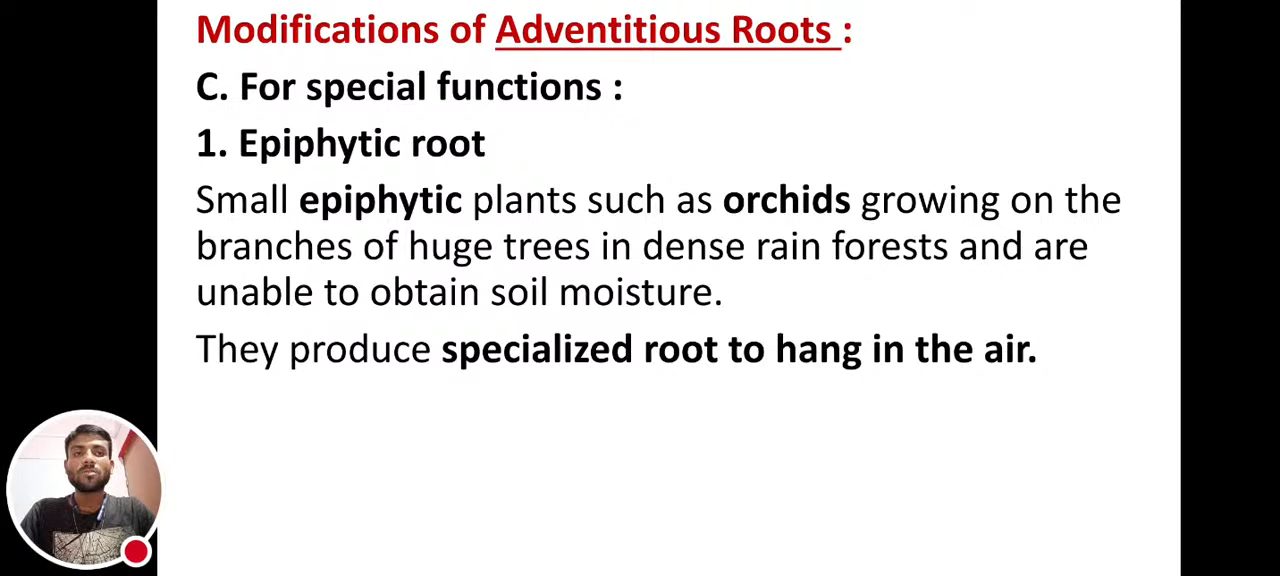 Modifications of Adventitious Roots :
C. For special functions :
1. Epiphytic root
Small epiphytic plants such as orchids growing on the
branches of huge trees in dense rain forests and are
unable to obtain soil moisture.
They produce specialized root to hang in the air.